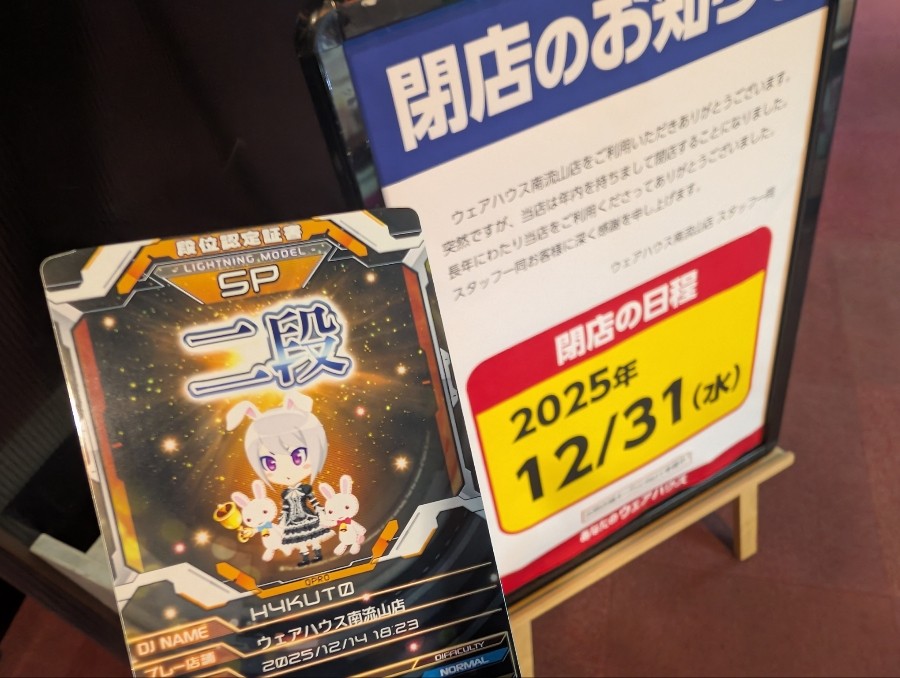 閉店のお知らせ
ウェアハウス南流山店をご利用いただきありがとうございます。
突然ですが、当店は年内を持ちまして閉店することになりました。
長年にわたり当店をご利用くださってありがとうございました。
スタッフ一同お客様に深く感謝を申し上げます。
ウェアハウス南流山店 スタッフ一同
閉店の日程
2025年
12/31(水)
あなたのウェアハウス
段位認定証書
LIGHTNING MODEL
SP
二段
QPRO
DJ NAME
H4KUT0
プレー店舗
ウェアハウス南流山店
2025/12/14 18:23
DIFFICULTY
NORMAL